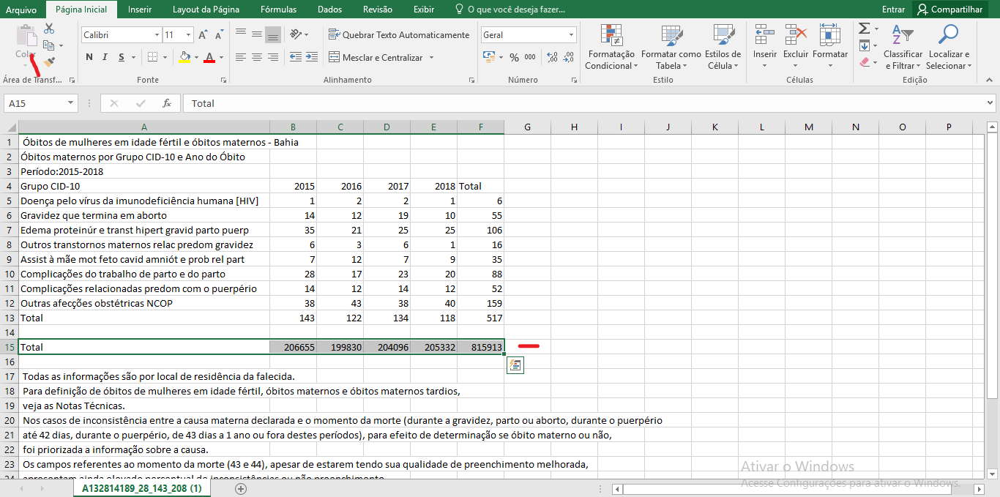 Arquivo Página Inicial Inserir Layout da Página Fórmulas Dados Revisão Exibir O que você deseja fazer... Entrar Compartilhar
Colar
Calibri 11
N I S A
Quebrar Texto Automaticamente
Mesclar e Centralizar
Geral
% 000
Formatação Condicional
Formatar como Tabela
Estilos de Célula
Inserir Excluir Formatar
Classificar e Filtrar
Localizar e Selecionar
Área de Transf... Fonte Alinhamento Número Estilo Células Edição
A15 fx Total
A B C D E F G H I J K L M N O P
1 Óbitos de mulheres em idade fértil e óbitos maternos - Bahia
2 Óbitos maternos por Grupo CID-10 e Ano do Óbito
3 Período:2015-2018
4 Grupo CID-10 2015 2016 2017 2018 Total
5 Doença pelo vírus da imunodeficiência humana [HIV] 1 2 2 1 6
6 Gravidez que termina em aborto 14 12 19 10 55
7 Edema proteinúr e transt hipert gravid parto puerp 35 21 25 25 106
8 Outros transtornos maternos relac predom gravidez 6 3 6 1 16
9 Assist à mãe mot feto cavid amniót e prob rel part 7 12 7 9 35
10 Complicações do trabalho de parto e do parto 28 17 23 20 88
11 Complicações relacionadas predom com o puerpério 14 12 14 12 52
12 Outras afecções obstétricas NCOP 38 43 38 40 159
13 Total 143 122 134 118 517
14
15 Total 206655 199830 204096 205332 815913
16
17 Todas as informações são por local de residência da falecida.
18 Para definição de óbitos de mulheres em idade fértil, óbitos maternos e óbitos maternos tardios,
19 veja as Notas Técnicas.
20 Nos casos de inconsistência entre a causa materna declarada e o momento da morte (durante a gravidez, parto ou aborto, durante o puerpério
21 até 42 dias, durante o puerpério, de 43 dias a 1 ano ou fora destes períodos), para efeito de determinação se óbito materno ou não,
22 foi priorizada a informação sobre a causa.
23 Os campos referentes ao momento da morte (43 e 44), apesar de estarem tendo sua qualidade de preenchimento melhorada,
24 apresentam ainda elevado percentual de inconsistências ou não preenchimento
Ativar o Windows
Acesse Configurações para ativar o Windows.
A132814189_28_143_208 (1)